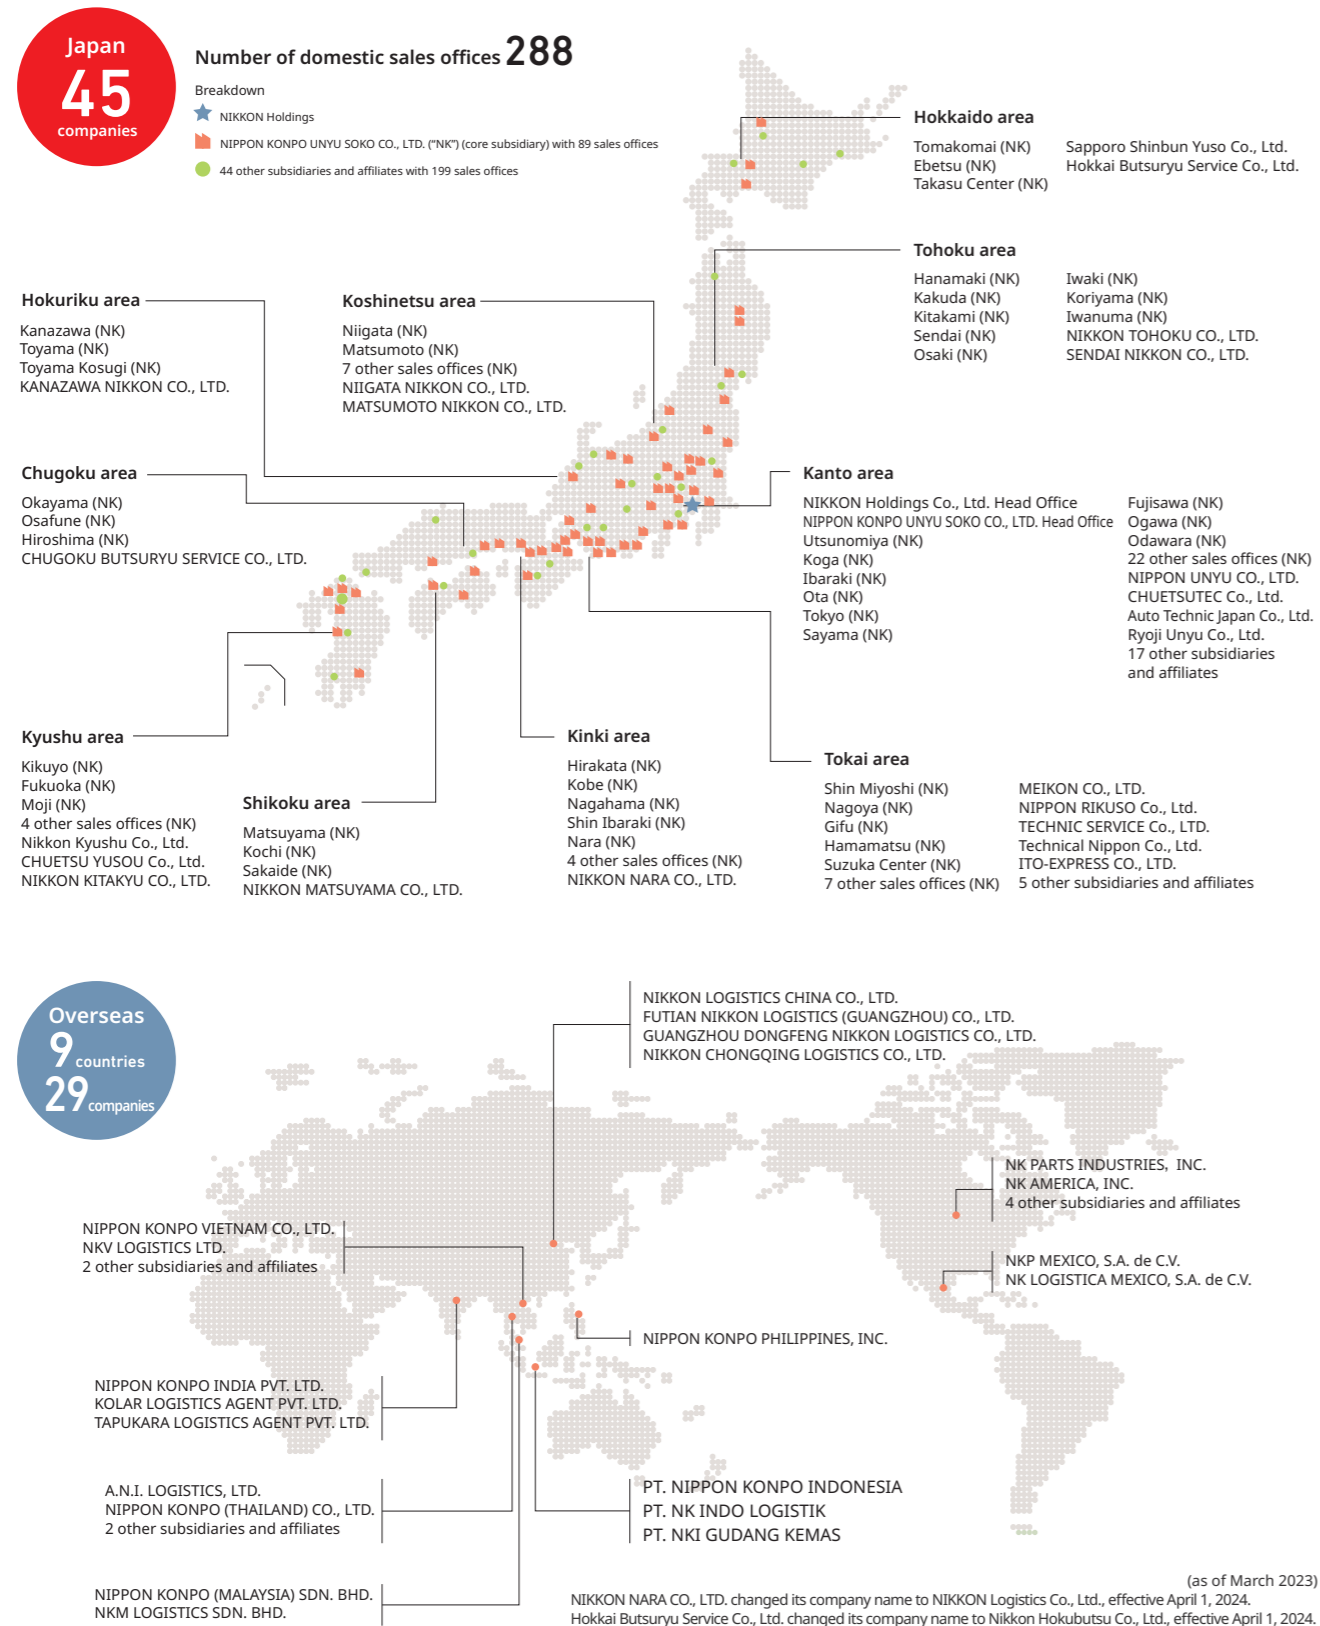 Japan
45
companies
Number of domestic sales offices 288
Breakdown
NIKKON Holdings
NIPPON KONPO UNYU SOKO CO., LTD. (“NK”) (core subsidiary) with 89 sales offices
44 other subsidiaries and affiliates with 199 sales offices
Hokkaido area
Tomakomai (NK)
Ebetsu (NK)
Takasu Center (NK)
Sapporo Shinbun Yuso Co., Ltd.
Hokkai Butsuryu Service Co., Ltd.
Tohoku area
Hanamaki (NK)
Kakuda (NK)
Kitakami (NK)
Sendai (NK)
Osaki (NK)
Iwaki (NK)
Koriyama (NK)
Iwanuma (NK)
NIKKON TOHOKU CO., LTD.
SENDAI NIKKON CO., LTD.
Hokuriku area
Kanazawa (NK)
Toyama (NK)
Toyama Kosugi (NK)
KANAZAWA NIKKON CO., LTD.
Koshinetsu area
Niigata (NK)
Matsumoto (NK)
7 other sales offices (NK)
NIIGATA NIKKON CO., LTD.
MATSUMOTO NIKKON CO., LTD.
Chugoku area
Okayama (NK)
Osafune (NK)
Hiroshima (NK)
CHUGOKU BUTSURYU SERVICE CO., LTD.
Kanto area
NIKKON Holdings Co., Ltd. Head Office
NIPPON KONPO UNYU SOKO CO., LTD. Head Office
Utsunomiya (NK)
Koga (NK)
Ibaraki (NK)
Ota (NK)
Tokyo (NK)
Sayama (NK)
Fujisawa (NK)
Ogawa (NK)
Odawara (NK)
22 other sales offices (NK)
NIPPON UNYU CO., LTD.
CHUETSUTEC Co., Ltd.
Auto Technic Japan Co., Ltd.
Ryoji Unyu Co., Ltd.
17 other subsidiaries
and affiliates
Kyushu area
Kikuyo (NK)
Fukuoka (NK)
Moji (NK)
4 other sales offices (NK)
Nikkon Kyushu Co., Ltd.
CHUETSU YUSOU Co., Ltd.
NIKKON KITAKYU CO., LTD.
Shikoku area
Matsuyama (NK)
Kochi (NK)
Sakaide (NK)
NIKKON MATSUYAMA CO., LTD.
Kinki area
Hirakata (NK)
Kobe (NK)
Nagahama (NK)
Shin Ibaraki (NK)
Nara (NK)
4 other sales offices (NK)
NIKKON NARA CO., LTD.
Tokai area
Shin Miyoshi (NK)
Nagoya (NK)
Gifu (NK)
Hamamatsu (NK)
Suzuka Center (NK)
7 other sales offices (NK)
MEIKON CO., LTD.
NIPPON RIKUSO Co., Ltd.
TECHNIC SERVICE Co., LTD.
Technical Nippon Co., Ltd.
ITO-EXPRESS CO., LTD.
5 other subsidiaries and affiliates
Overseas
9 countries
29 companies
NIKKON LOGISTICS CHINA CO., LTD.
FUTIAN NIKKON LOGISTICS (GUANGZHOU) CO., LTD.
GUANGZHOU DONGFENG NIKKON LOGISTICS CO., LTD.
NIKKON CHONGQING LOGISTICS CO., LTD.
NK PARTS INDUSTRIES, INC.
NK AMERICA, INC.
4 other subsidiaries and affiliates
NIPPON KONPO VIETNAM CO., LTD.
NKV LOGISTICS LTD.
2 other subsidiaries and affiliates
NKP MEXICO, S.A. de C.V.
NK LOGISTICA MEXICO, S.A. de C.V.
NIPPON KONPO PHILIPPINES, INC.
NIPPON KONPO INDIA PVT. LTD.
KOLAR LOGISTICS AGENT PVT. LTD.
TAPUKARA LOGISTICS AGENT PVT. LTD.
A.N.I. LOGISTICS, LTD.
NIPPON KONPO (THAILAND) CO., LTD.
2 other subsidiaries and affiliates
PT. NIPPON KONPO INDONESIA
PT. NK INDO LOGISTIK
PT. NKI GUDANG KEMAS
NIPPON KONPO (MALAYSIA) SDN. BHD.
NKM LOGISTICS SDN. BHD.
(as of March 2023)
NIKKON NARA CO., LTD. changed its company name to NIKKON Logistics Co., Ltd., effective April 1, 2024.
Hokkai Butsuryu Service Co., Ltd. changed its company name to Nikkon Hokubutsu Co., Ltd., effective April 1, 2024.